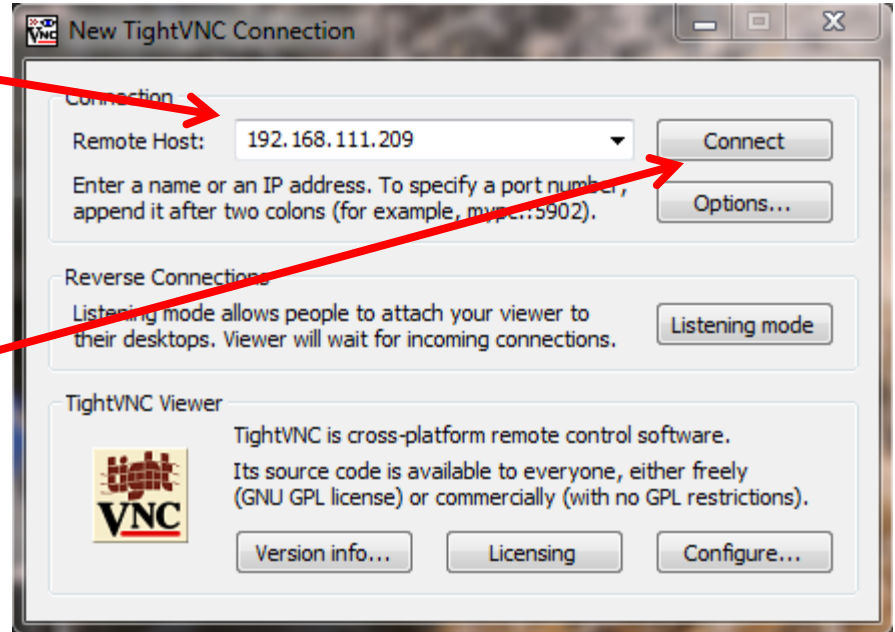 New TightVNC Connection
Connection
Remote Host: 192.168.111.209 Connect
Enter a name or an IP address. To specify a port number,
append it after two colons (for example, mypc::5902). Options...
Reverse Connections
Listening mode allows people to attach your viewer to
their desktops. Viewer will wait for incoming connections. Listening mode
TightVNC Viewer
TightVNC is cross-platform remote control software.
Its source code is available to everyone, either freely
(GNU GPL license) or commercially (with no GPL restrictions).
tight
VNC
Version info... Licensing Configure...